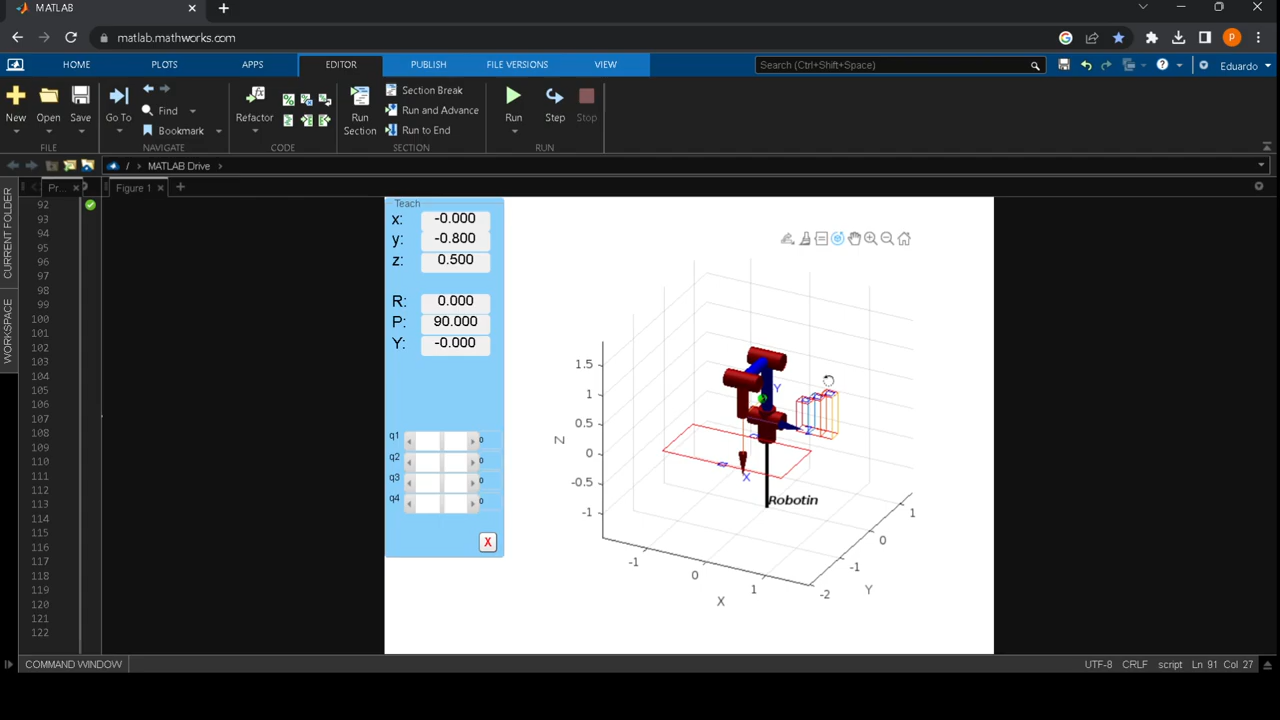 MATLAB
matlab.mathworks.com
P
HOME PLOTS APPS EDITOR PUBLISH FILE VERSIONS VIEW
Search (Ctrl+Shift+Space)
Eduardo
New Open Save
FILE
Go To
Find
Bookmark
NAVIGATE
Refactor
CODE
Run
Section
Section Break
Run and Advance
Run to End
SECTION
Run Step Stop
RUN
/ MATLAB Drive
CURRENT FOLDER
WORKSPACE
Pr...
Figure 1
92
93
94
95
96
97
98
99
100
101
102
103
104
105
106
107
108
109
110
111
112
113
114
115
116
117
118
119
120
121
122
Teach
x: -0.000
y: -0.800
z: 0.500
R: 0.000
P: 90.000
Y: -0.000
q1 0
q2 0
q3 0
q4 0
X
1.5
1
0.5
0
-0.5
-1
Z
-1
0
1
X
-2
-1
0
1
Y
Y
X
Robotin
COMMAND WINDOW
UTF-8 CRLF script Ln 91 Col 27